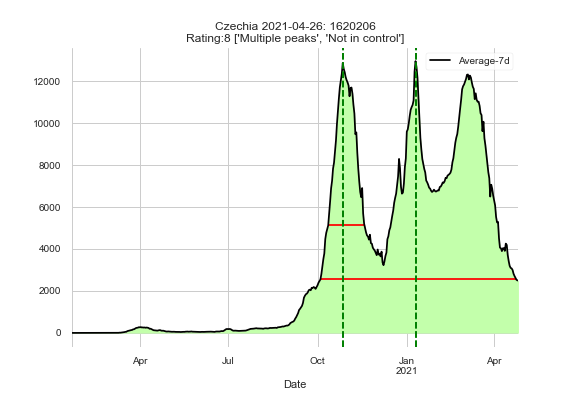 Czechia 2021-04-26: 1620206
Rating:8 ['Multiple peaks', 'Not in control']
Average-7d
12000
10000
8000
6000
4000
2000
0
Apr
Jul
Oct
Jan
2021
Apr
Date